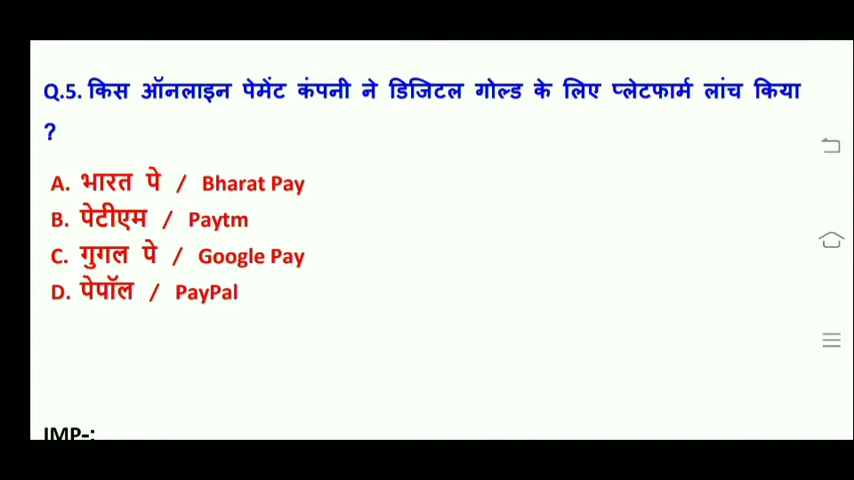 Q.5. किस ऑनलाइन पेमेंट कंपनी ने डिजिटल गोल्ड के लिए प्लेटफार्म लांच किया
?
A. भारत पे / Bharat Pay
B. पेटीएम / Paytm
C. गुगल पे / Google Pay
D. पेपॉल / PayPal
IMP-: